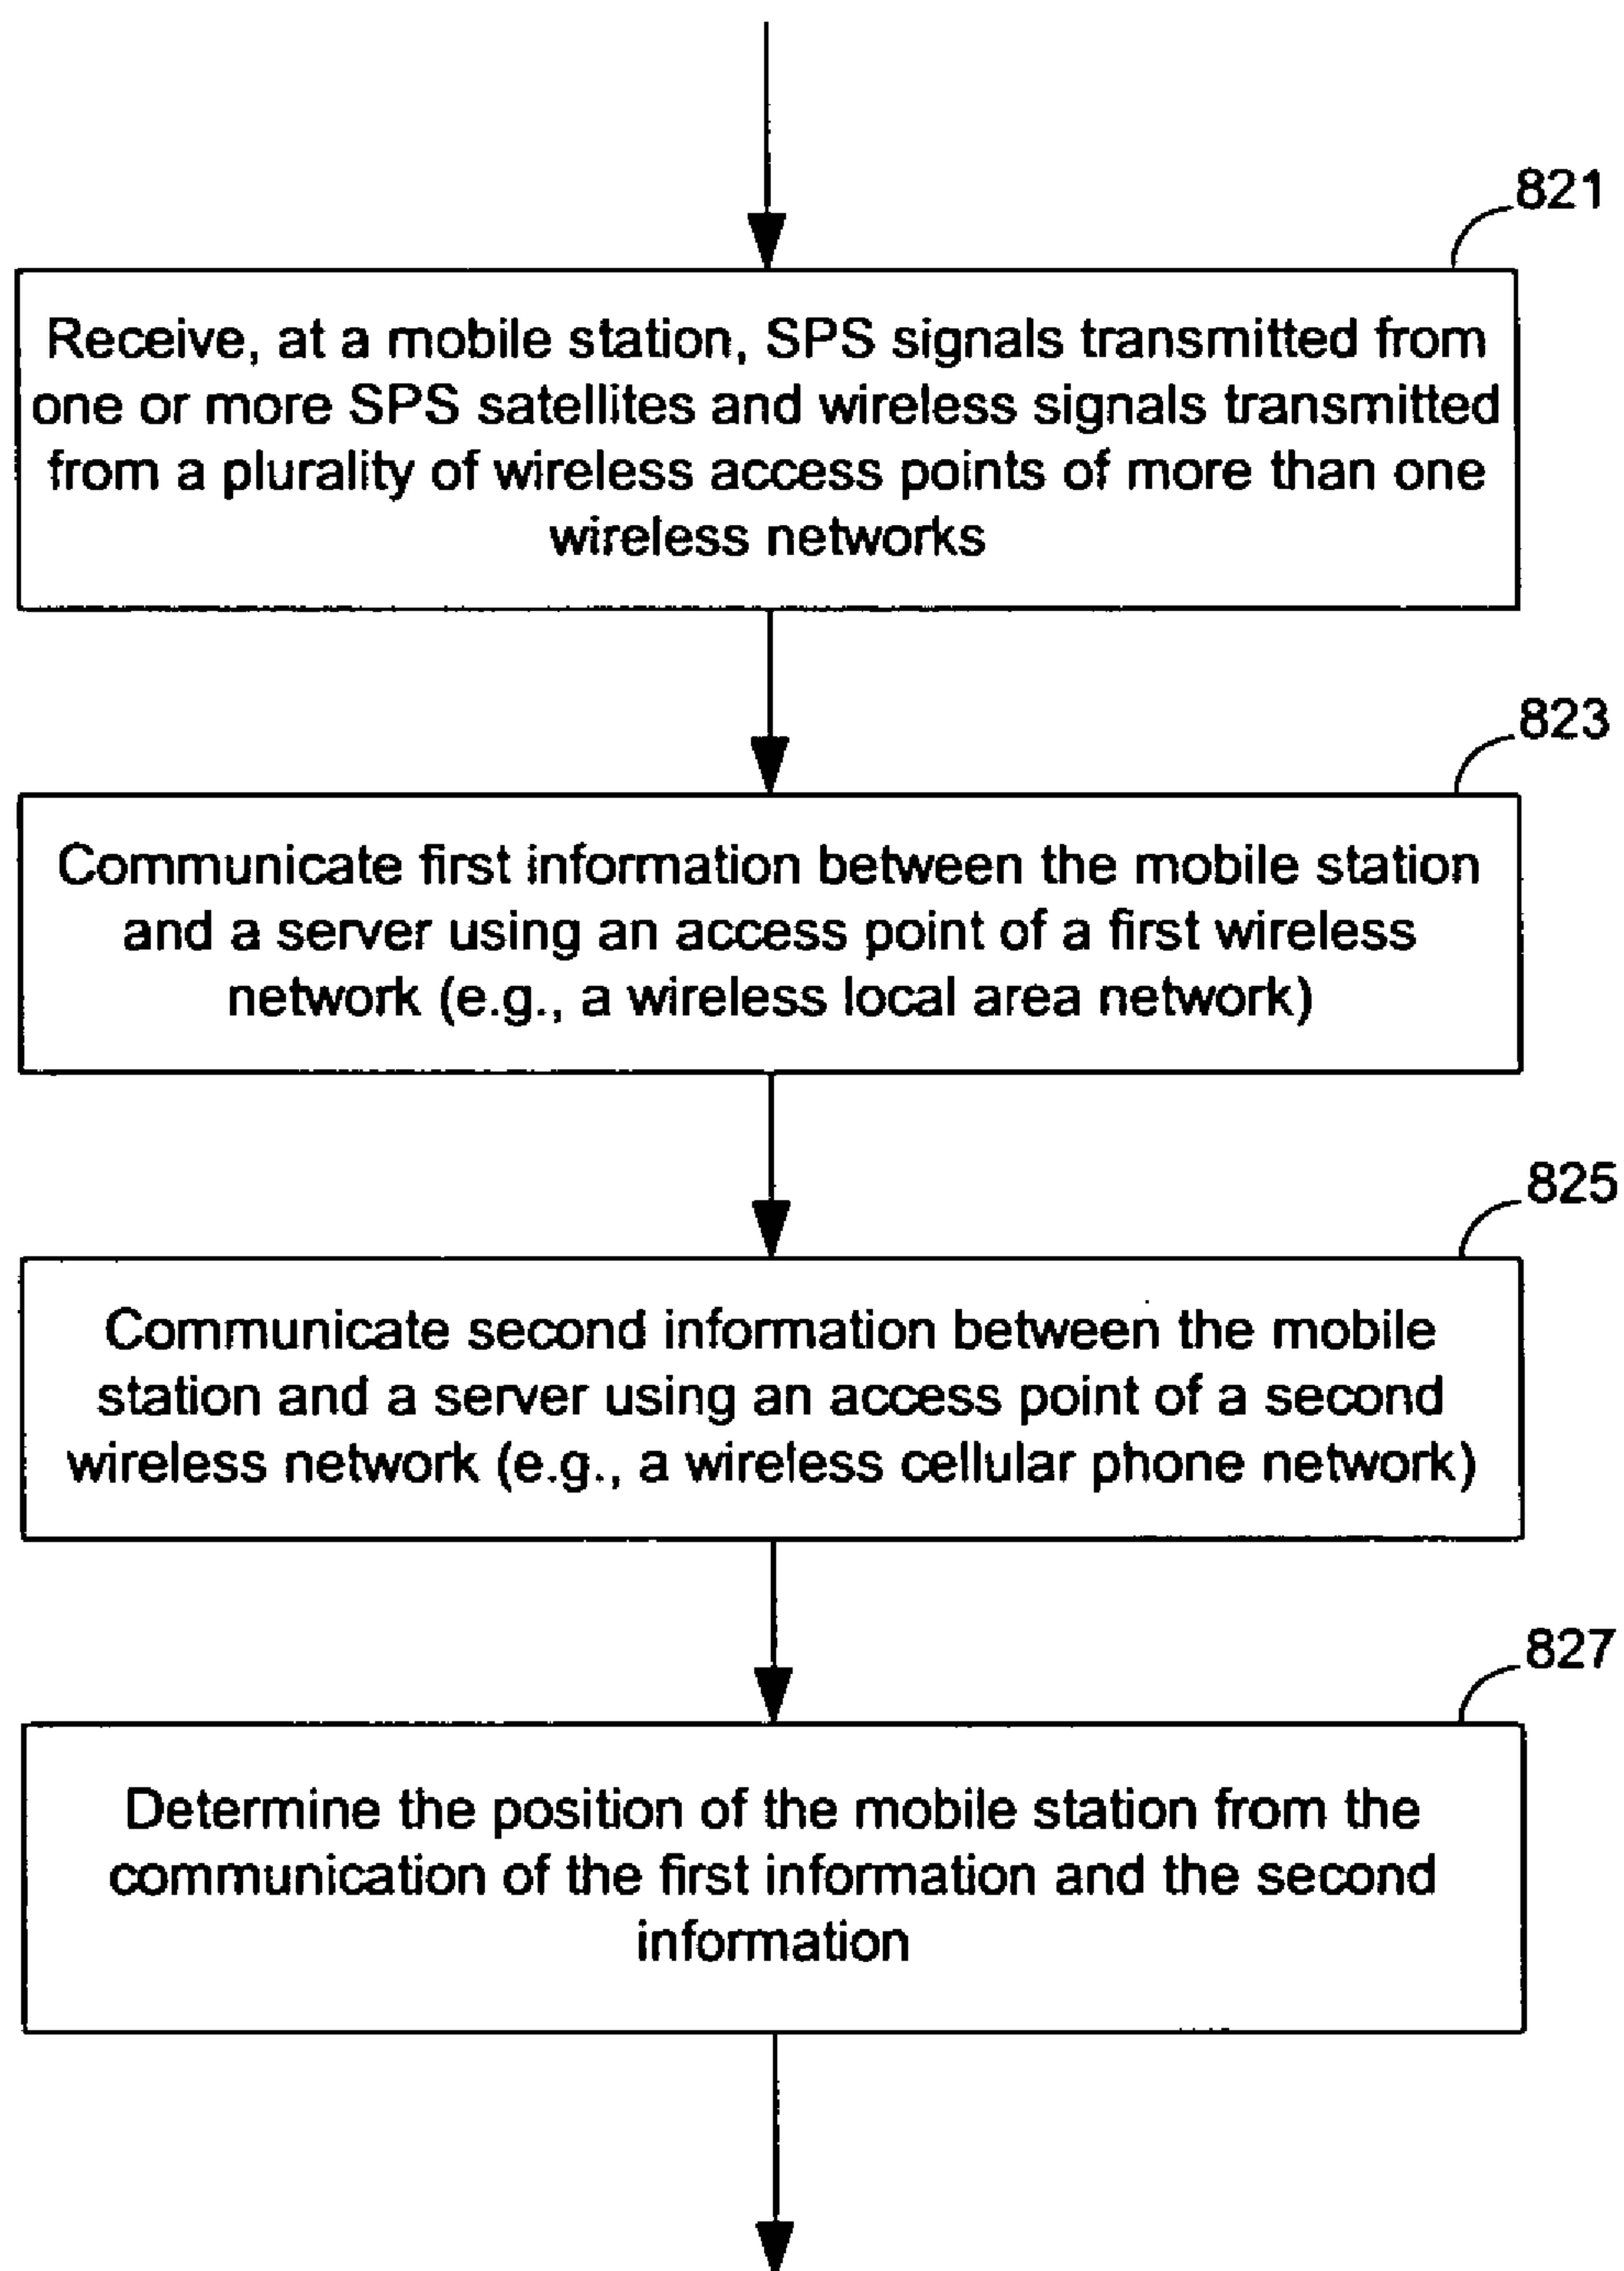 821
Receive, at a mobile station, SPS signals transmitted from
one or more SPS satellites and wireless signals transmitted
from a plurality of wireless access points of more than one
wireless networks
823
Communicate first information between the mobile station
and a server using an access point of a first wireless
network (e.g., a wireless local area network)
825
Communicate second information between the mobile
station and a server using an access point of a second
wireless network (e.g., a wireless cellular phone network)
827
Determine the position of the mobile station from the
communication of the first information and the second
information